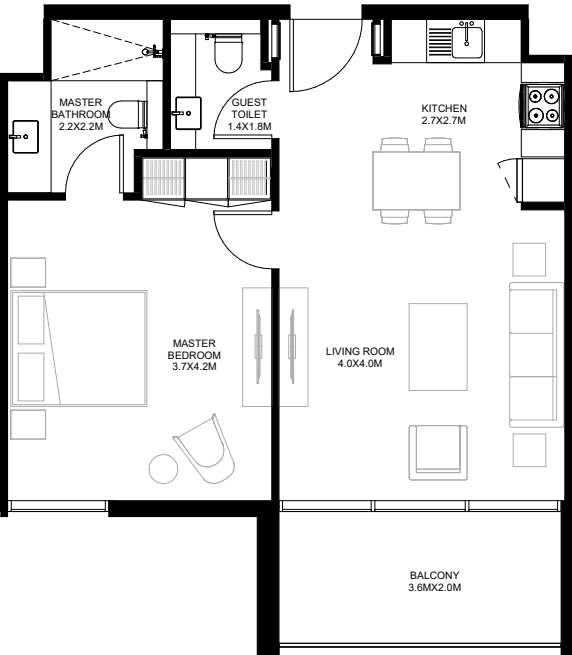 MASTER
BATHROOM
2.2X2.2M
GUEST
TOILET
1.4X1.8M
KITCHEN
2.7X2.7M
MASTER
BEDROOM
3.7X4.2M
LIVING ROOM
4.0X4.0M
BALCONY
3.6MX2.0M